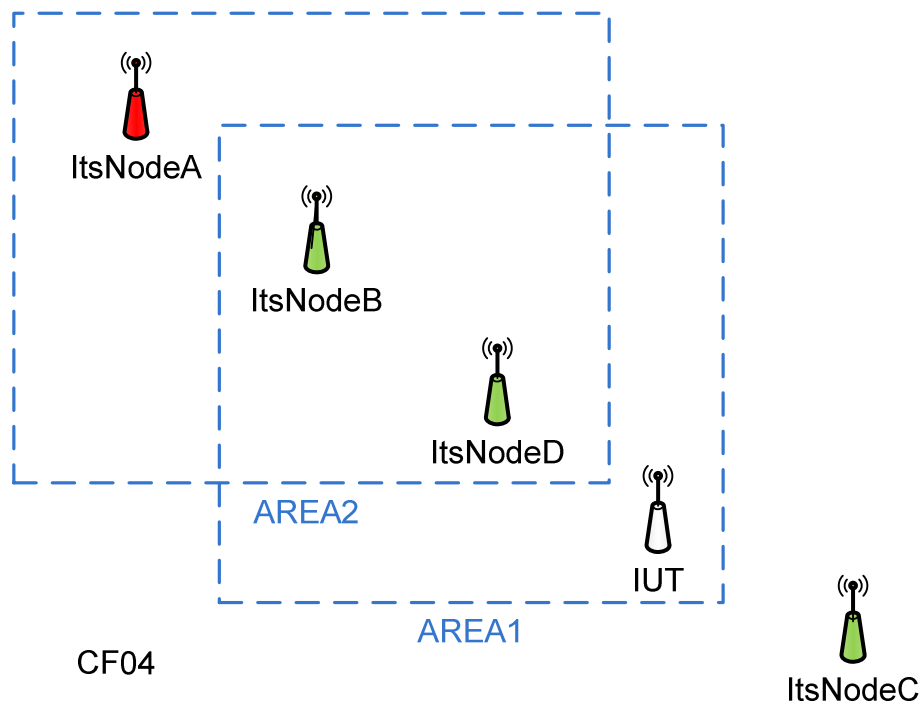 ItsNodeA
ItsNodeB
ItsNodeD
AREA2
IUT
AREA1
CF04
ItsNodeC